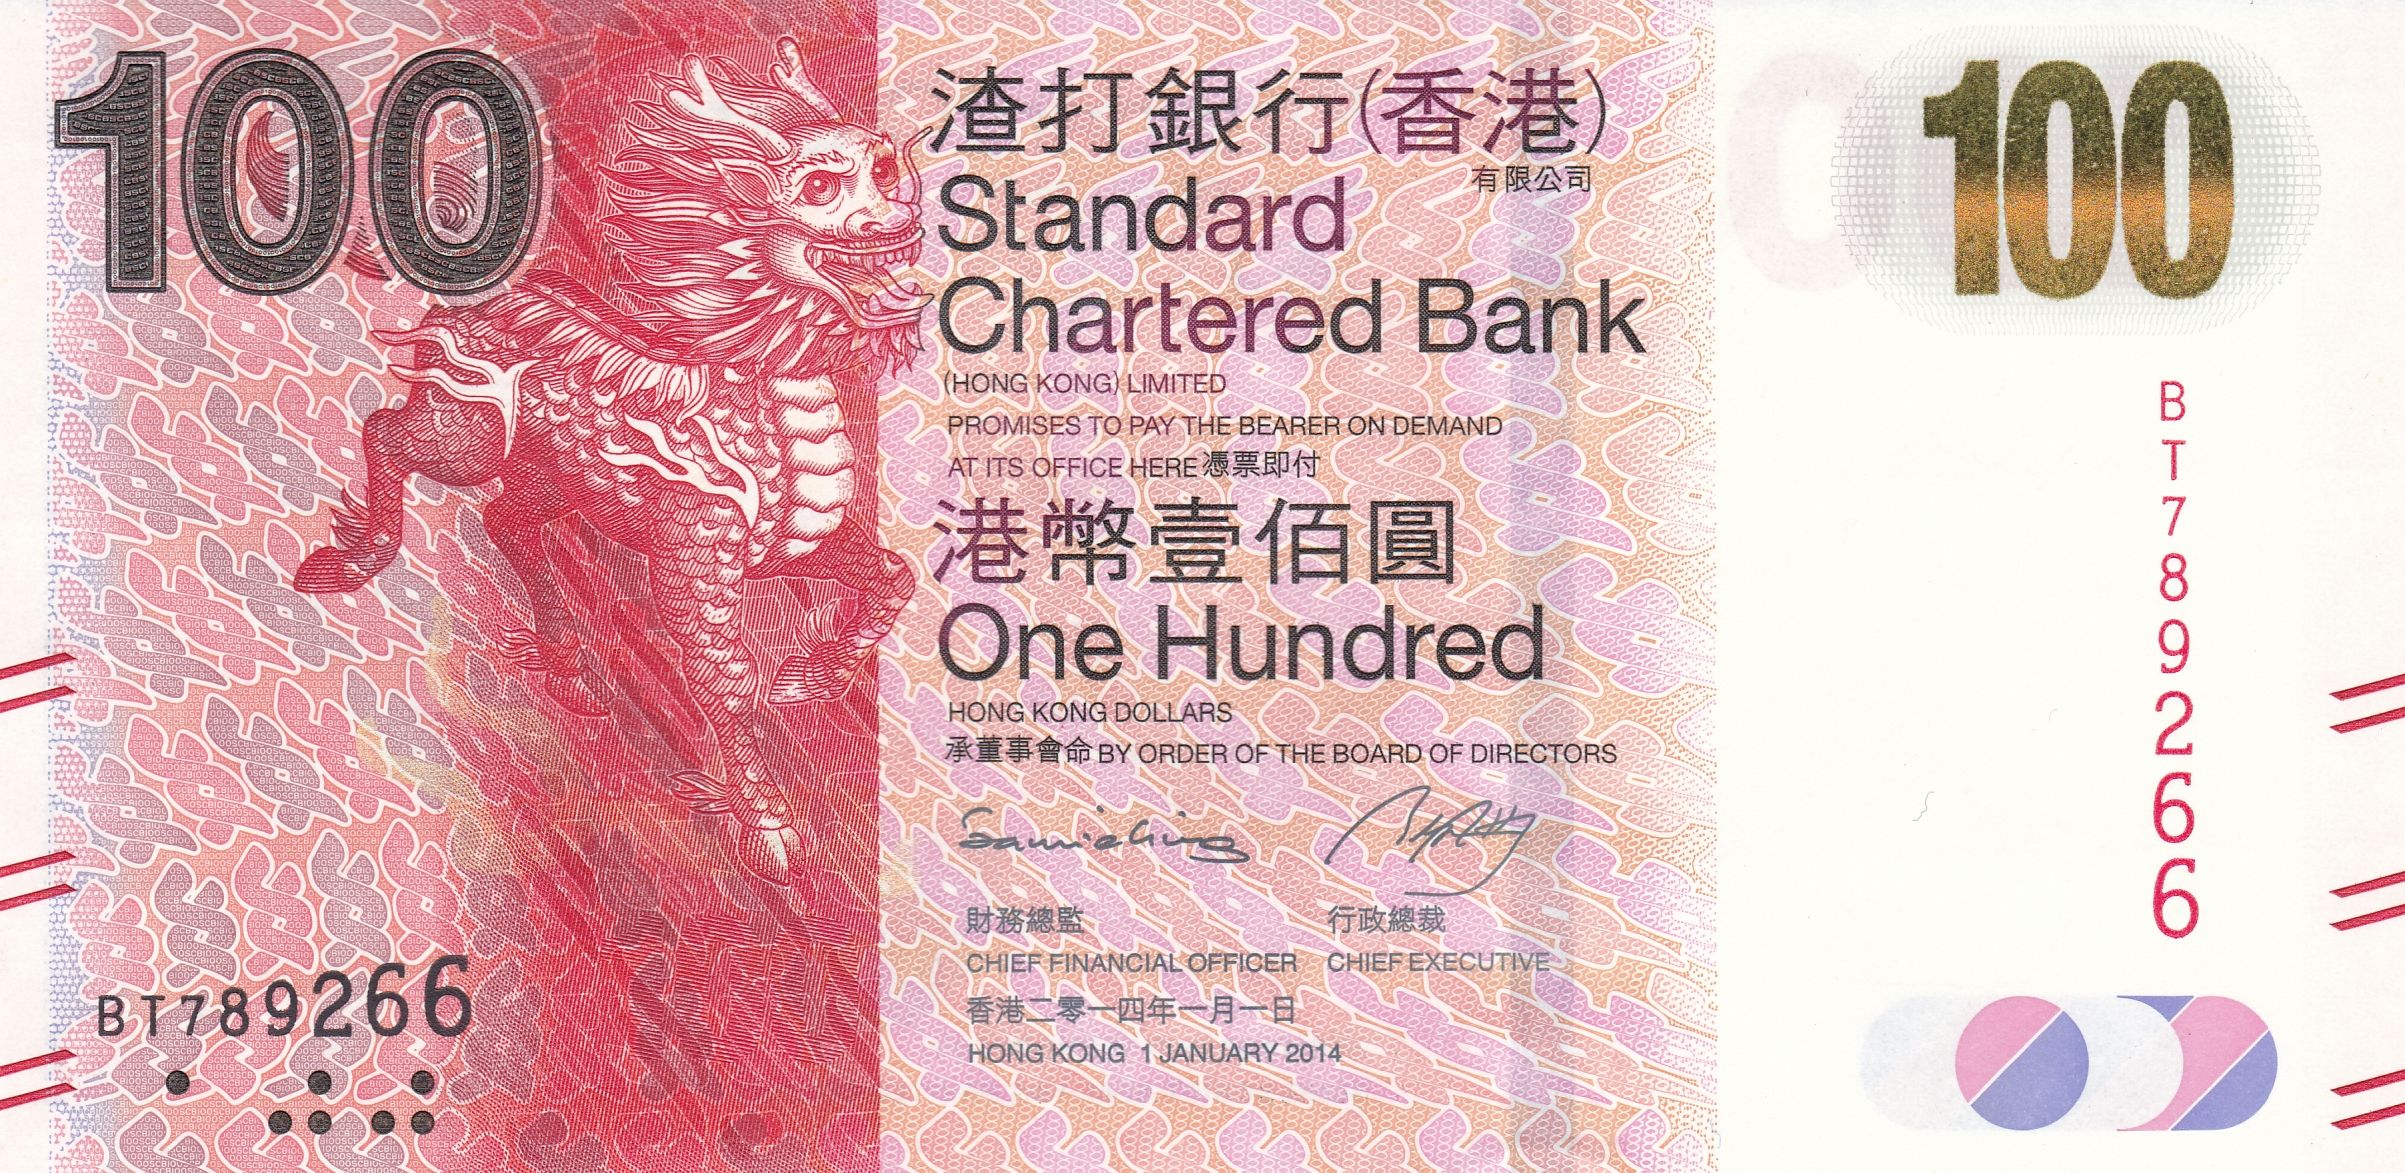 100
渣打銀行(香港)
有限公司
Standard
Chartered Bank
(HONG KONG) LIMITED
PROMISES TO PAY THE BEARER ON DEMAND
AT ITS OFFICE HERE憑票即付
港幣壹佰圓
One Hundred
HONG KONG DOLLARS
承董事會命 BY ORDER OF THE BOARD OF DIRECTORS
財務總監 行政總裁
CHIEF FINANCIAL OFFICER CHIEF EXECUTIVE
香港二零一四年一月一日
HONG KONG 1 JANUARY 2014
BT789266
100
BT789266